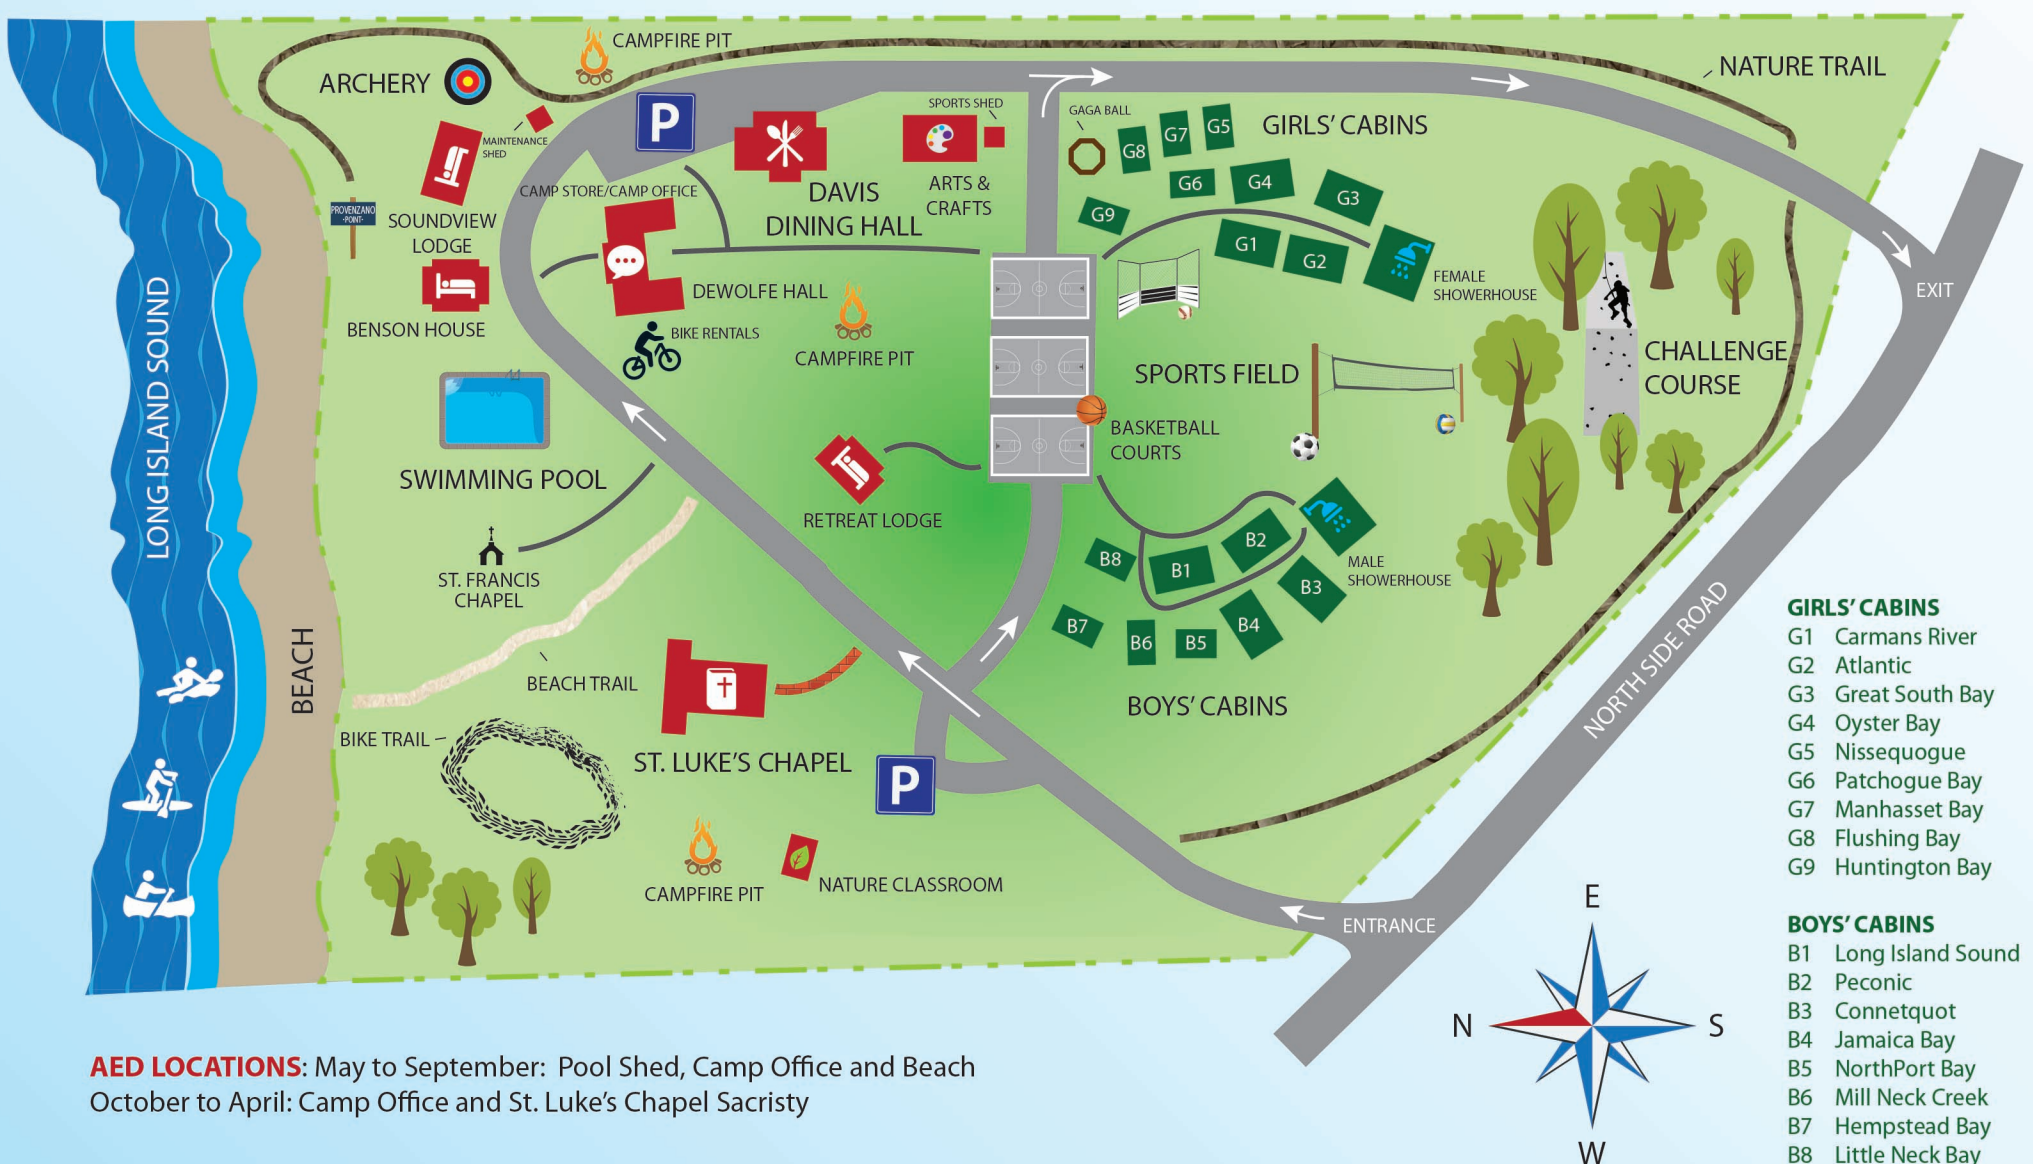 CAMPFIRE PIT
NATURE TRAIL
ARCHERY
P
SPORTS SHED
GAGA BALL
GIRLS' CABINS
G8
G7
G5
MAINTENANCE
SHED
CAMP STORE/CAMP OFFICE
DAVIS
DINING HALL
ARTS &
CRAFTS
G6
G4
G3
G9
G1
G2
PROVENZANO
-POINT-
SOUNDVIEW
LODGE
FEMALE
SHOWERHOUSE
EXIT
DEWOLFE HALL
BENSON HOUSE
BIKE RENTALS
CAMPFIRE PIT
SPORTS FIELD
CHALLENGE
COURSE
LONG ISLAND SOUND
BASKETBALL
COURTS
SWIMMING POOL
RETREAT LODGE
ST. FRANCIS
CHAPEL
B8
B1
B2
B3
MALE
SHOWERHOUSE
B7
B6
B5
B4
BEACH
BEACH TRAIL
BOYS' CABINS
NORTH SIDE ROAD
BIKE TRAIL
ST. LUKE'S CHAPEL
P
CAMPFIRE PIT
NATURE CLASSROOM
ENTRANCE
GIRLS' CABINS
G1 Carmans River
G2 Atlantic
G3 Great South Bay
G4 Oyster Bay
G5 Nissequogue
G6 Patchogue Bay
G7 Manhasset Bay
G8 Flushing Bay
G9 Huntington Bay
BOYS' CABINS
B1 Long Island Sound
B2 Peconic
B3 Connetquot
B4 Jamaica Bay
B5 NorthPort Bay
B6 Mill Neck Creek
B7 Hempstead Bay
B8 Little Neck Bay
E
N
S
W
AED LOCATIONS: May to September: Pool Shed, Camp Office and Beach
October to April: Camp Office and St. Luke's Chapel Sacristy